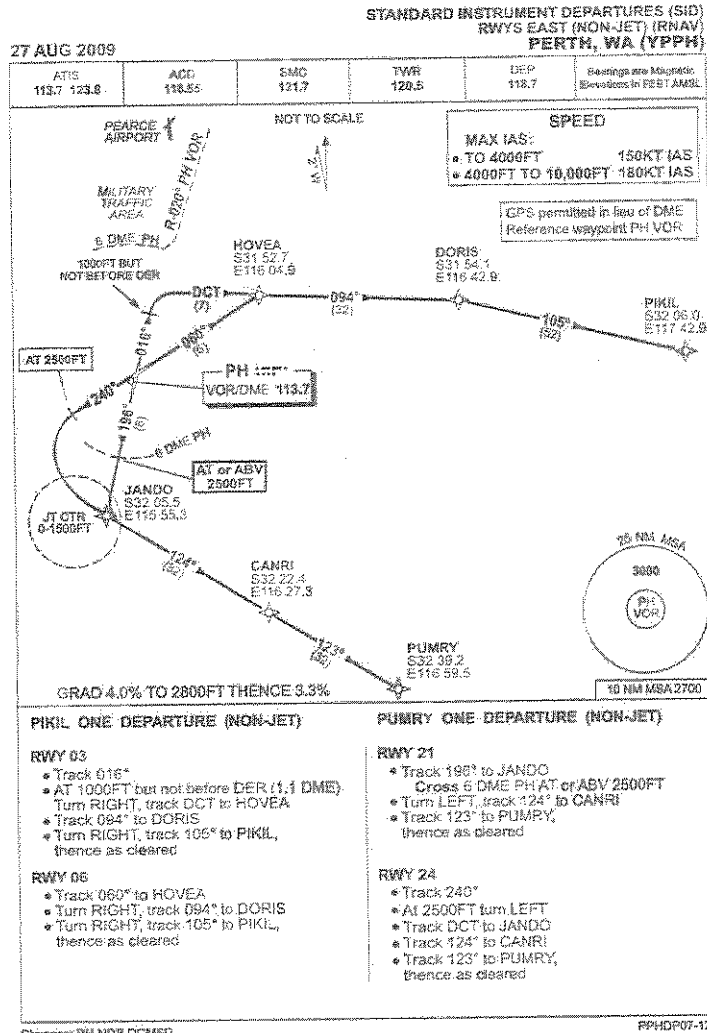 STANDARD INSTRUMENT DEPARTURES (SID)
RWYS EAST (NON-JET) (RNAV)
27 AUG 2009
PERTH, WA (YPPH)
ATIS
113.7 123.8
ACD
118.55
SMC
121.7
TWR
120.5
DEP
118.7
Bearings are Magnetic
Elevations in FEET AMSL
NOT TO SCALE
PEARCE
AIRPORT
R-020° PH VOR
2° W
SPEED
MAX IAS:
• TO 4000FT 150KT IAS
• 4000FT TO 10,000FT 180KT IAS
MILITARY
TRAFFIC
AREA
GPS permitted in lieu of DME
Reference waypoint PH VOR
6 DME PH
1000FT BUT
NOT BEFORE DER
HOVEA
S31 52.7
E116 04.9
DORIS
S31 54.1
E116 42.9
PIKIL
S32 06.0
E117 42.9
DCT
(7)
094°
(32)
105°
(52)
016°
060°
(6)
AT 2500FT
240°
PH
VOR/DME 113.7
196°
6 DME PH
AT or ABV
2500FT
JANDO
S32 05.5
E115 55.3
JT CTR
0-1500FT
124°
(32)
CANRI
S32 22.4
E116 27.3
123°
PUMRY
S32 39.2
E116 59.5
25 NM MSA
3000
PH
VOR
10 NM MSA 2700
GRAD 4.0% TO 2800FT THENCE 3.3%
PIKIL ONE DEPARTURE (NON-JET)
RWY 03
• Track 016°
• AT 1000FT but not before DER (1.1 DME)
Turn RIGHT, track DCT to HOVEA
• Track 094° to DORIS
• Turn RIGHT, track 105° to PIKIL,
thence as cleared
RWY 06
• Track 060° to HOVEA
• Turn RIGHT, track 094° to DORIS
• Turn RIGHT, track 105° to PIKIL,
thence as cleared
PUMRY ONE DEPARTURE (NON-JET)
RWY 21
• Track 196° to JANDO
Cross 6 DME PH AT or ABV 2500FT
• Turn LEFT, track 124° to CANRI
• Track 123° to PUMRY,
thence as cleared
RWY 24
• Track 240°
• At 2500FT turn LEFT
• Track DCT to JANDO
• Track 124° to CANRI
• Track 123° to PUMRY,
thence as cleared
PPHDP07-12